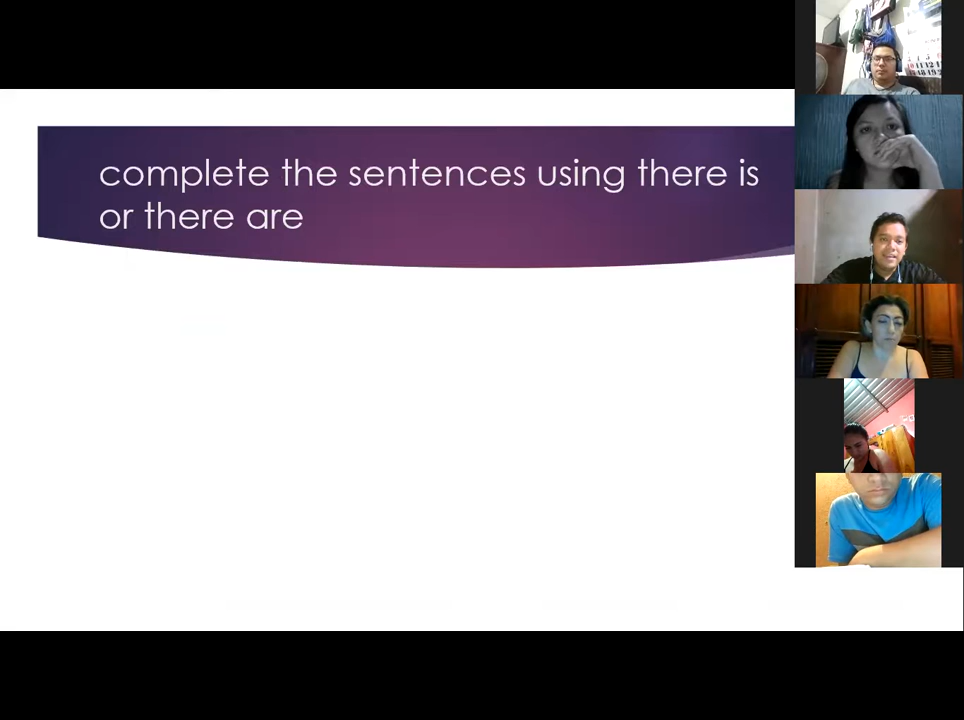 complete the sentences using there is
or there are